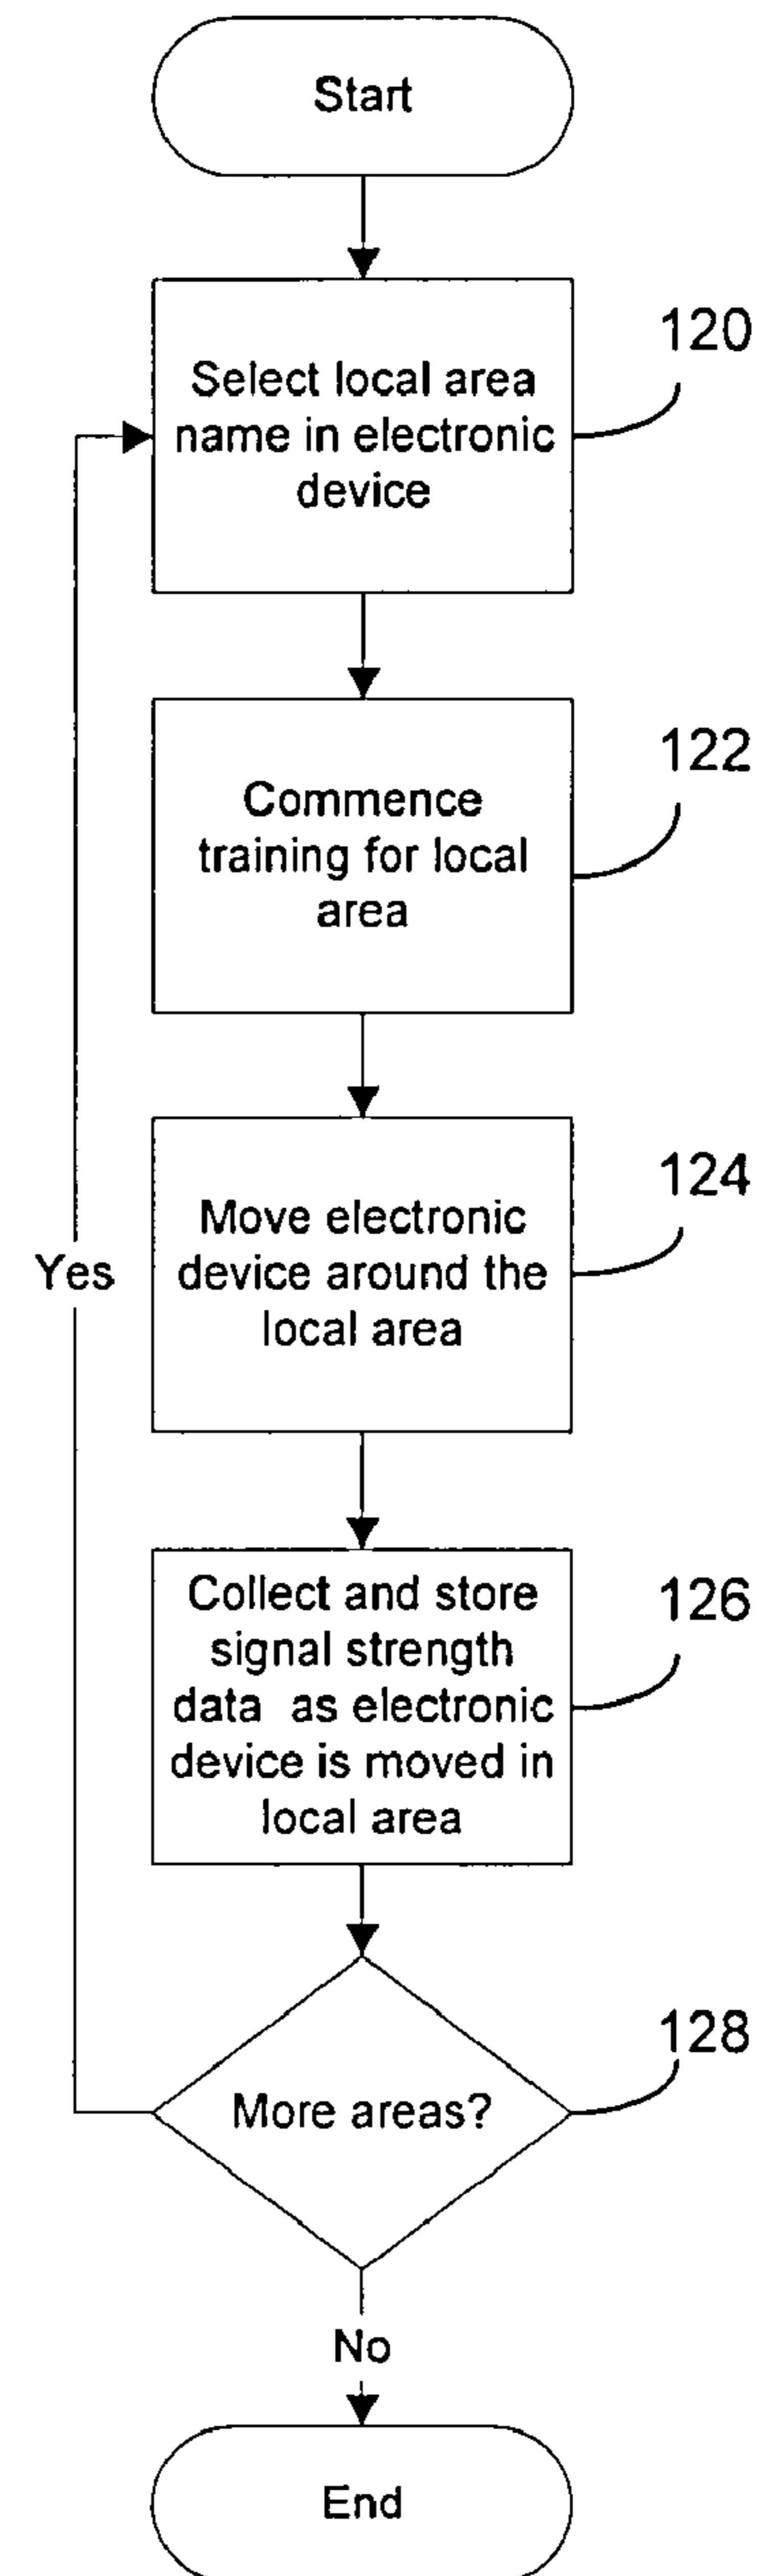 Start
120
Select local area
name in electronic
device
122
Commence
training for local
area
124
Move electronic
device around the
local area
Yes
126
Collect and store
signal strength
data as electronic
device is moved in
local area
128
More areas?
No
End